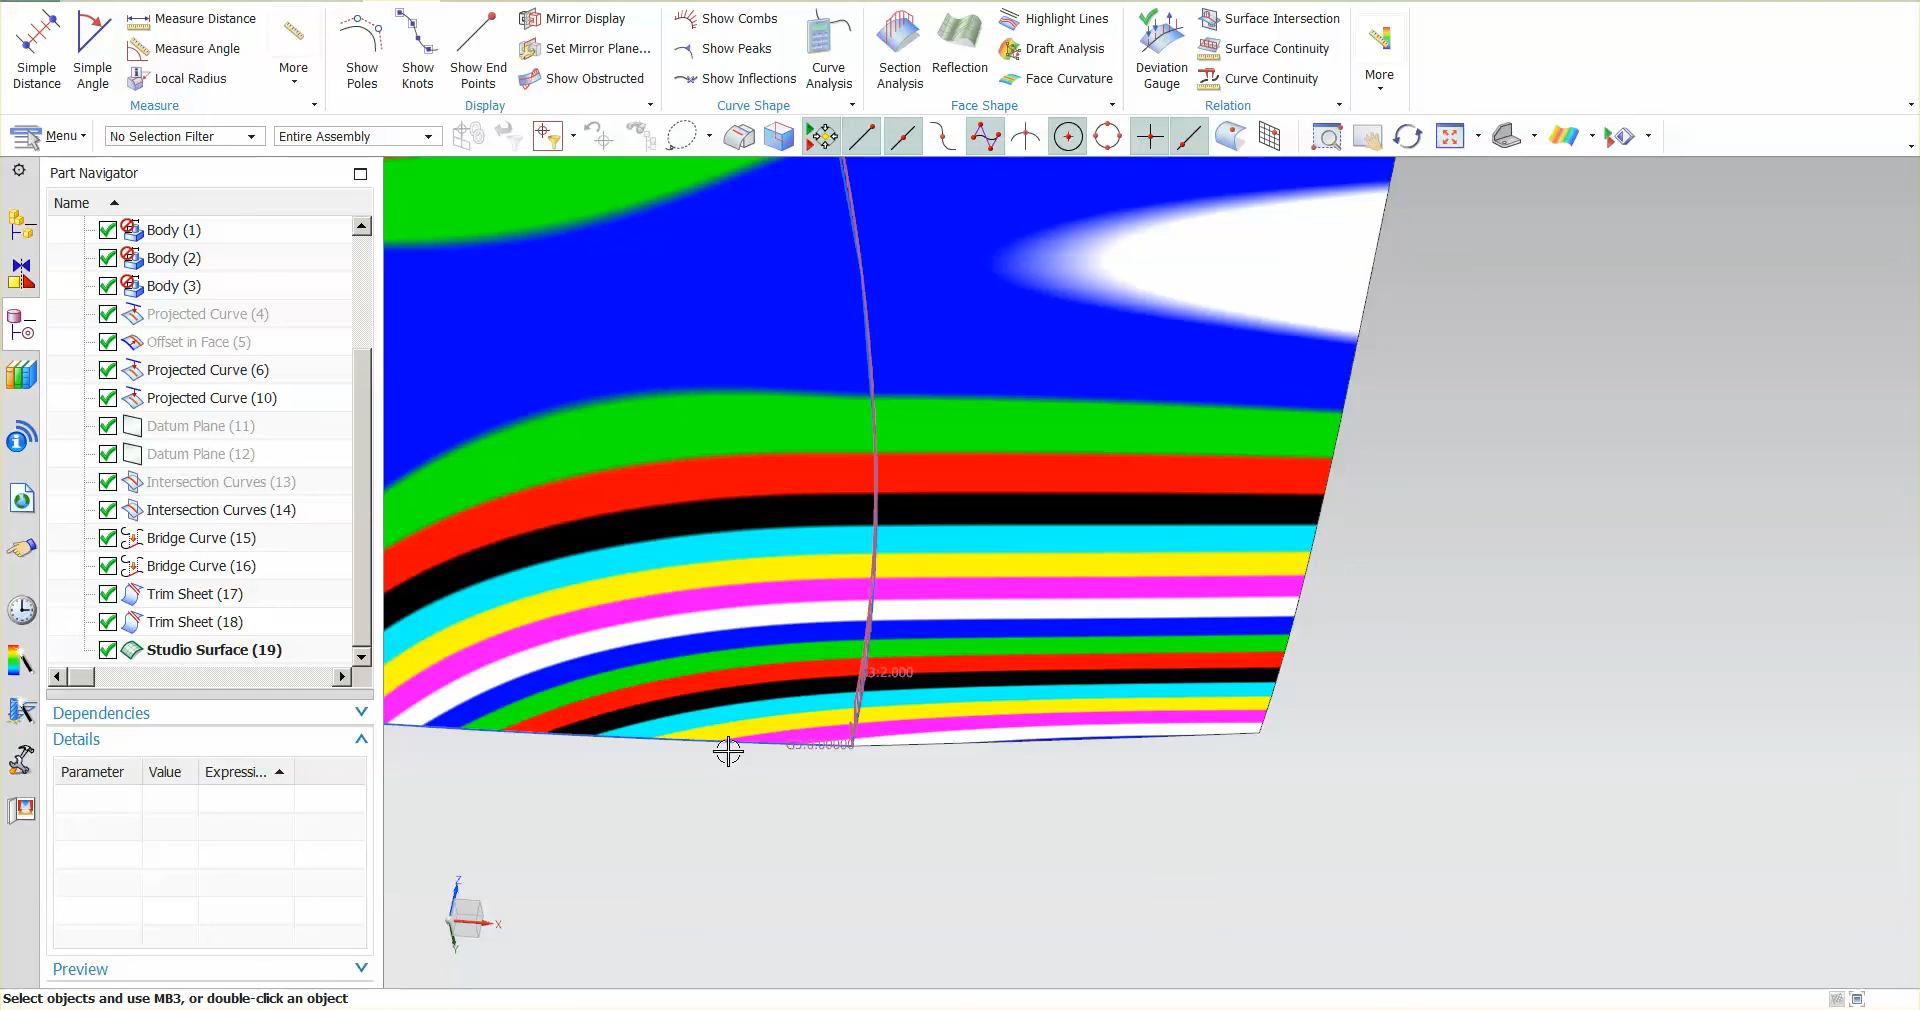 Simple Distance
Simple Angle
Measure Distance
Measure Angle
Local Radius
More
Measure
Show Poles
Show Knots
Show End Points
Mirror Display
Set Mirror Plane...
Show Obstructed
Display
Show Combs
Show Peaks
Show Inflections
Curve Analysis
Curve Shape
Section Analysis
Reflection
Highlight Lines
Draft Analysis
Face Curvature
Face Shape
Deviation Gauge
Surface Intersection
Surface Continuity
Curve Continuity
Relation
More
Menu
No Selection Filter
Entire Assembly
Part Navigator
Name
Body (1)
Body (2)
Body (3)
Projected Curve (4)
Offset in Face (5)
Projected Curve (6)
Projected Curve (10)
Datum Plane (11)
Datum Plane (12)
Intersection Curves (13)
Intersection Curves (14)
Bridge Curve (15)
Bridge Curve (16)
Trim Sheet (17)
Trim Sheet (18)
Studio Surface (19)
Dependencies
Details
Parameter Value Expressi...
Preview
Z
X
Y
Select objects and use MB3, or double-click an object